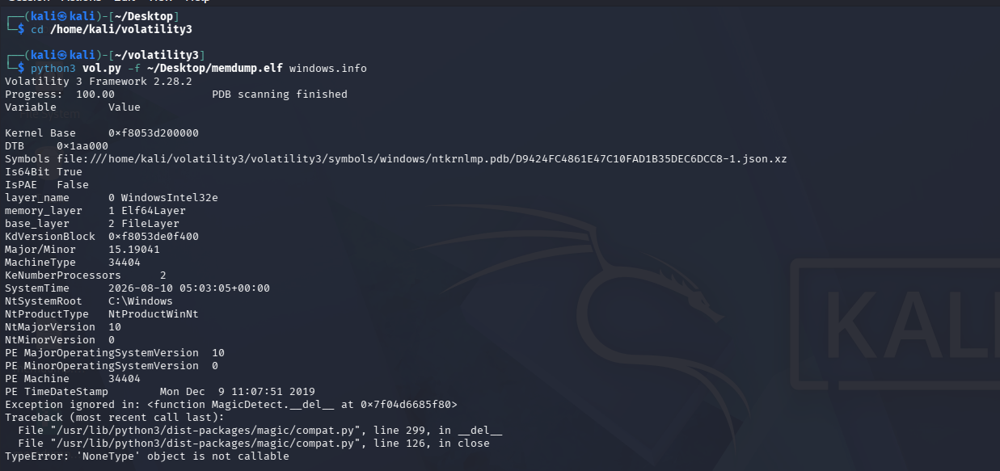 ┌──(kali㉿kali)-[~/Desktop]
└─$ cd /home/kali/volatility3
┌──(kali㉿kali)-[~/volatility3]
└─$ python3 vol.py -f ~/Desktop/memdump.elf windows.info
Volatility 3 Framework 2.28.2
Progress:  100.00               PDB scanning finished
Variable        Value
Kernel Base     0xf8053d200000
DTB     0x1aa000
Symbols file:///home/kali/volatility3/volatility3/symbols/windows/ntkrnlmp.pdb/D9424FC4861E47C10FAD1B35DEC6DCC8-1.json.xz
Is64Bit True
IsPAE   False
layer_name      0 WindowsIntel32e
memory_layer    1 Elf64Layer
base_layer      2 FileLayer
KdVersionBlock  0xf8053de0f400
Major/Minor     15.19041
MachineType     34404
KeNumberProcessors      2
SystemTime      2026-08-10 05:03:05+00:00
NtSystemRoot    C:\Windows
NtProductType   NtProductWinNt
NtMajorVersion  10
NtMinorVersion  0
PE MajorOperatingSystemVersion  10
PE MinorOperatingSystemVersion  0
PE Machine      34404
PE TimeDateStamp        Mon Dec  9 11:07:51 2019
Exception ignored in: <function MagicDetect.__del__ at 0x7f04d6685f80>
Traceback (most recent call last):
  File "/usr/lib/python3/dist-packages/magic/compat.py", line 299, in __del__
  File "/usr/lib/python3/dist-packages/magic/compat.py", line 126, in close
TypeError: 'NoneType' object is not callable
KALI